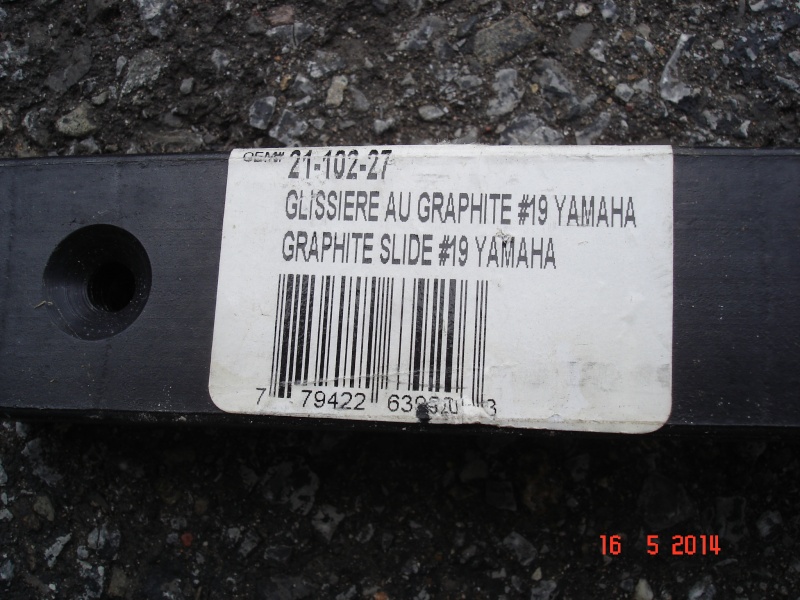 OEM# 21-102-27
GLISSIERE AU GRAPHITE #19 YAMAHA
GRAPHITE SLIDE #19 YAMAHA
7 79422 3
16 5 2014